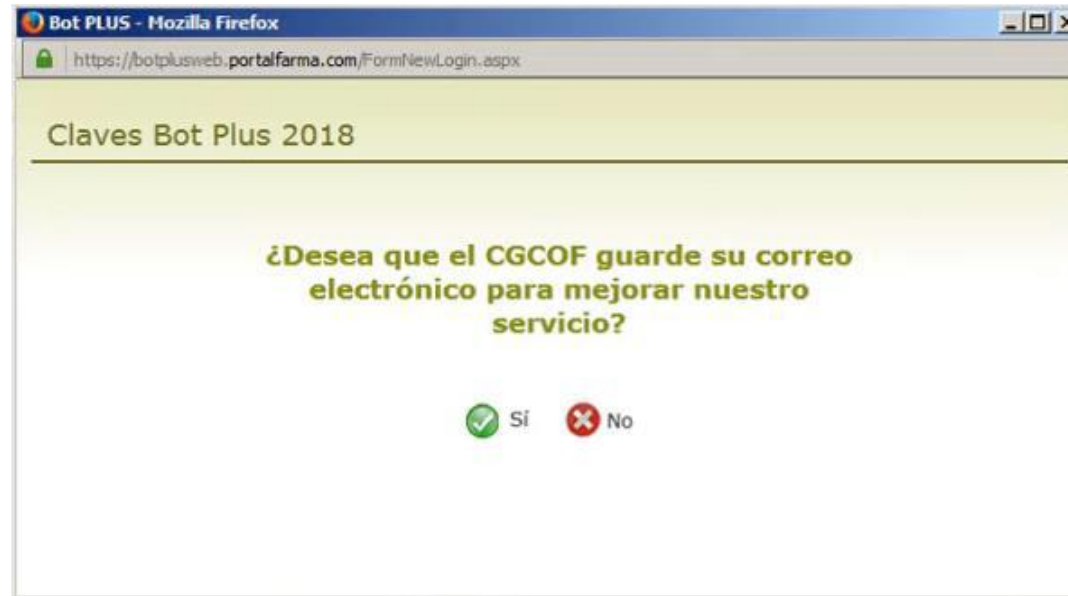 Bot PLUS - Mozilla Firefox
https://botplusweb.portalfarma.com/FormNewLogin.aspx
Claves Bot Plus 2018
¿Desea que el CGCOF guarde su correo
electrónico para mejorar nuestro
servicio?
Sí No